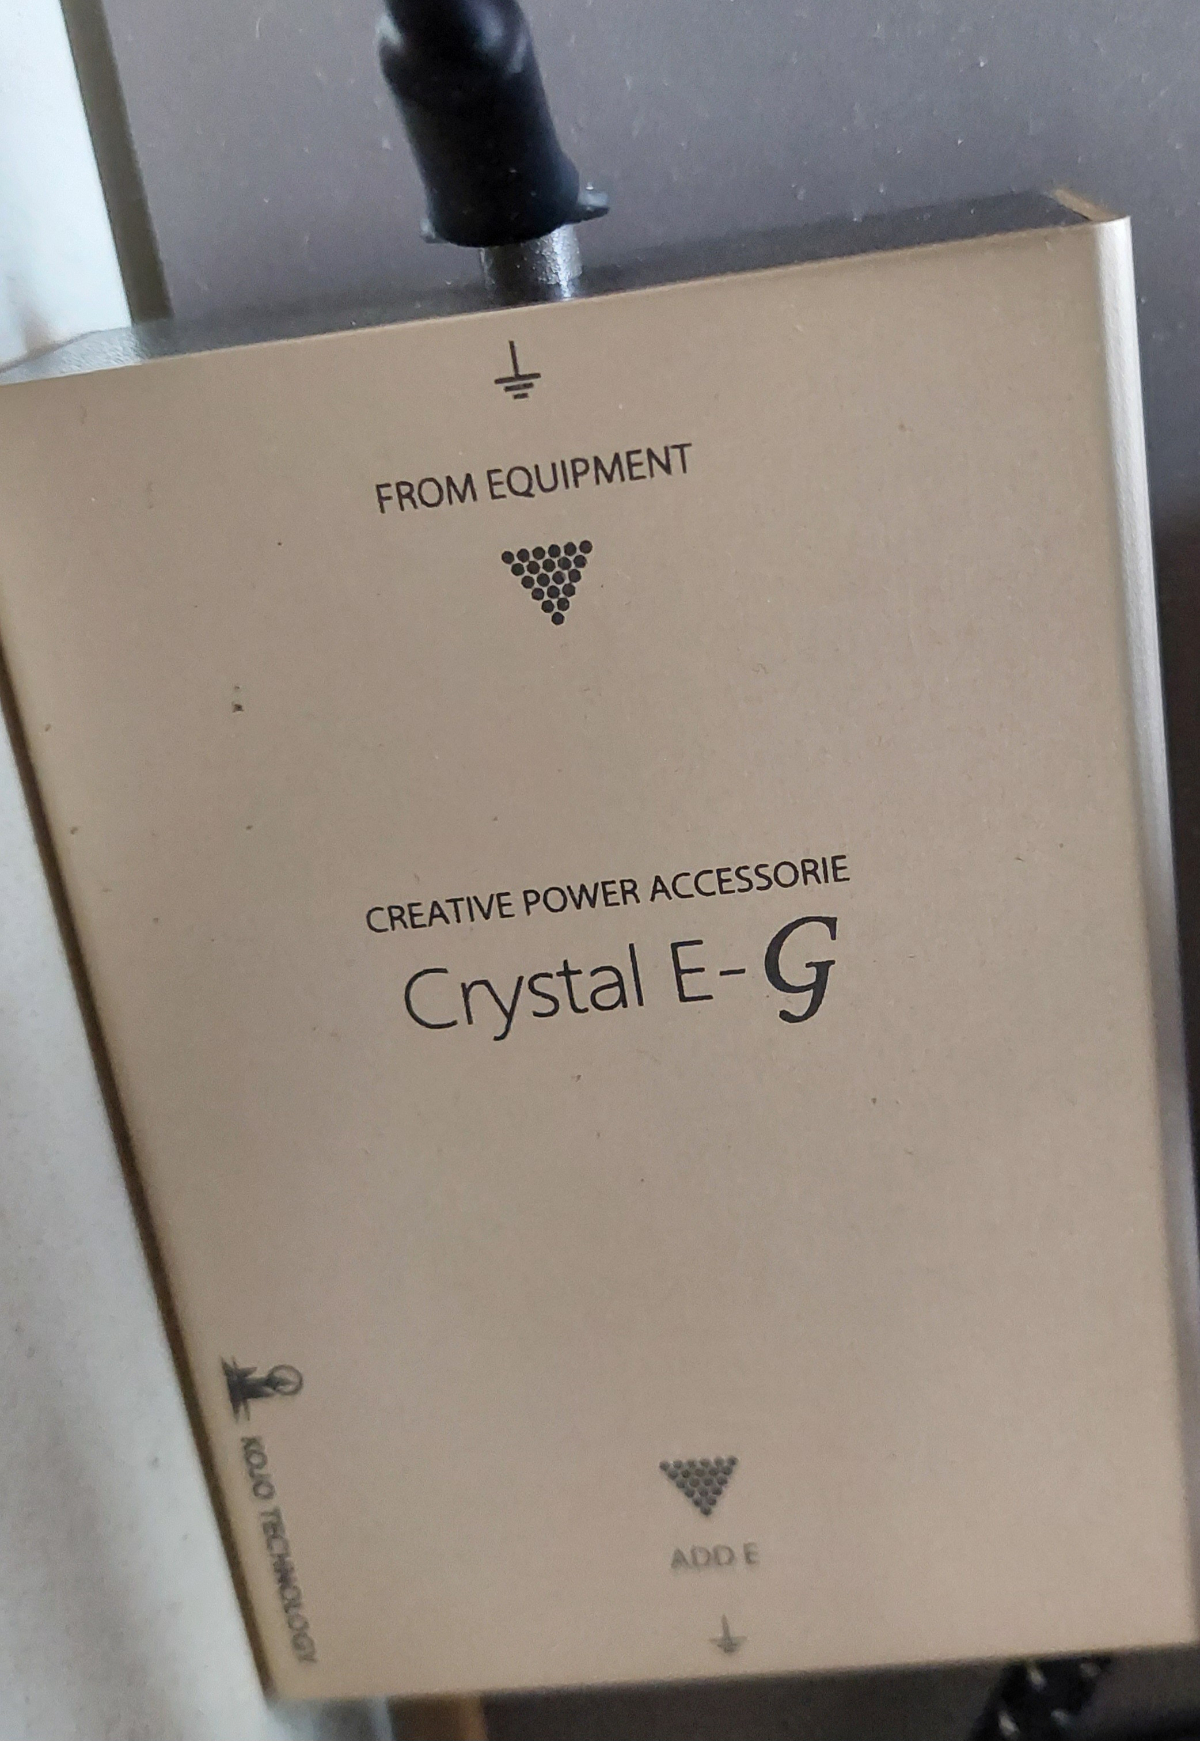 FROM EQUIPMENT
CREATIVE POWER ACCESSORIE
Crystal E-G
KOJO TECHNOLOGY
ADD E